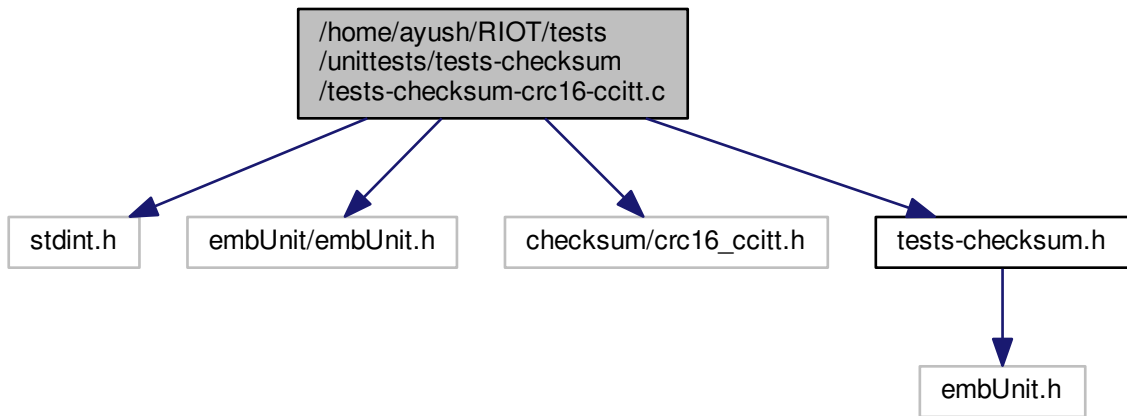 /home/ayush/RIOT/tests
/unittests/tests-checksum
/tests-checksum-crc16-ccitt.c
stdint.h
embUnit/embUnit.h
checksum/crc16_ccitt.h
tests-checksum.h
embUnit.h